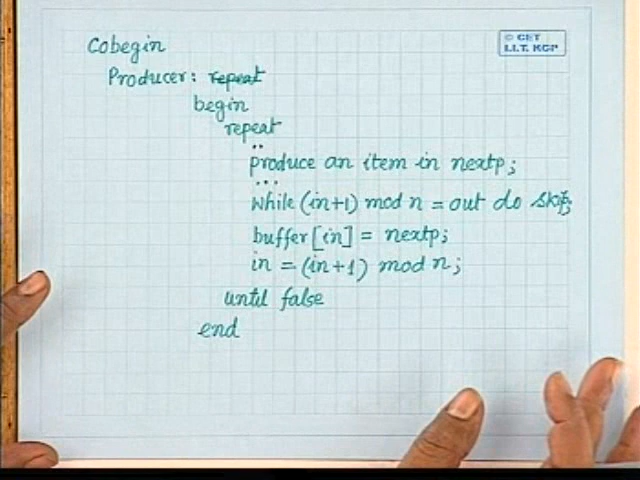 © CET
I.I.T. KGP
Cobegin
Producer: repeat
begin
repeat
..
produce an item in nextp;
...
while (in+1) mod n = out do skip;
buffer[in] = nextp;
in = (in+1) mod n;
until false
end